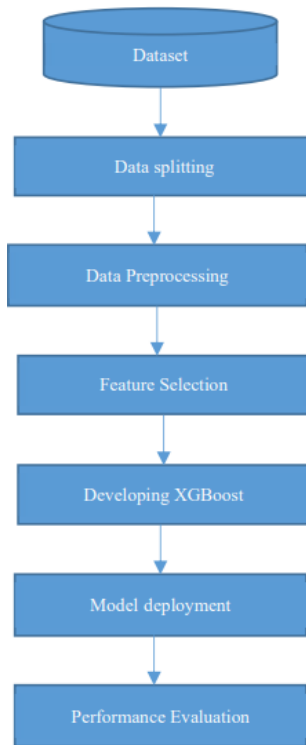 Dataset
Data splitting
Data Preprocessing
Feature Selection
Developing XGBoost
Model deployment
Performance Evaluation